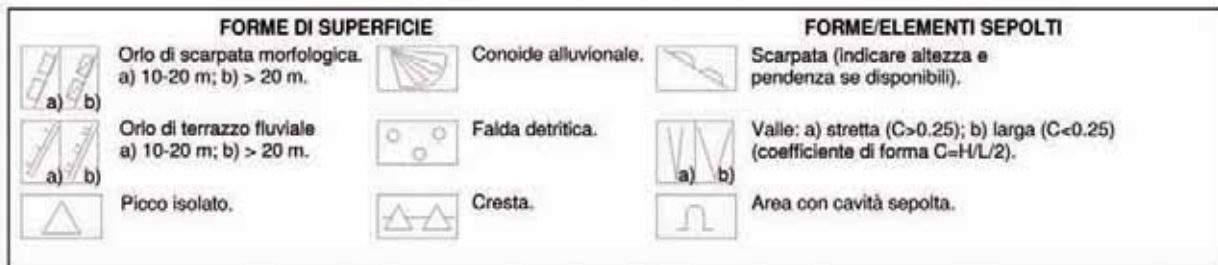 FORME DI SUPERFICIE
Orlo di scarpata morfologica.
a) 10-20 m; b) > 20 m.
a) b)
Orlo di terrazzo fluviale
a) 10-20 m; b) > 20 m.
a) b)
Picco isolato.
Conoide alluvionale.
Falda detritica.
Cresta.
FORME/ELEMENTI SEPOLTI
Scarpata (indicare altezza e
pendenza se disponibili).
Valle: a) stretta (C>0.25); b) larga (C<0.25)
(coefficiente di forma C=H/L/2).
a) b)
Area con cavità sepolta.